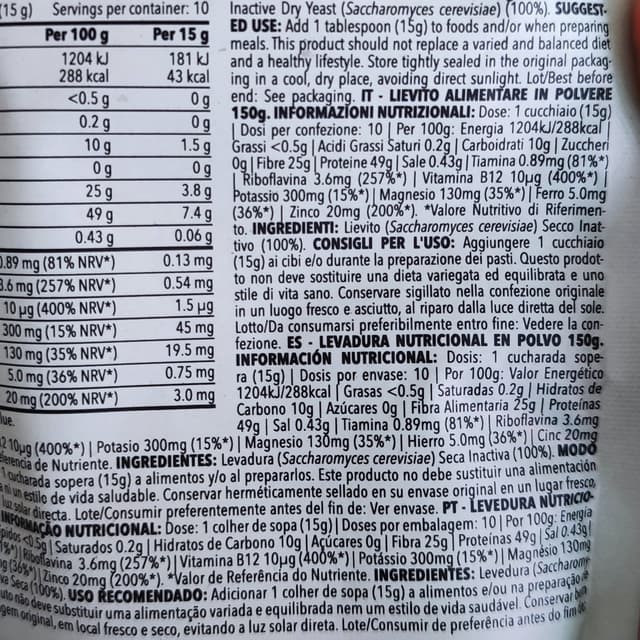 (15 g) Servings per container: 10
Per 100 g Per 15 g
1204 kJ 181 kJ
288 kcal 43 kcal
<0.5 g 0 g
0.2 g 0 g
10 g 1.5 g
0 g 0 g
25 g 3.8 g
49 g 7.4 g
0.43 g 0.06 g
0.89 mg (81% NRV*) 0.13 mg
3.6 mg (257% NRV*) 0.54 mg
10 µg (400% NRV*) 1.5 µg
300 mg (15% NRV*) 45 mg
130 mg (35% NRV*) 19.5 mg
5.0 mg (36% NRV*) 0.75 mg
20 mg (200% NRV*) 3.0 mg
lue.
Inactive Dry Yeast (Saccharomyces cerevisiae) (100%). SUGGEST-
ED USE: Add 1 tablespoon (15g) to foods and/or when preparing
meals. This product should not replace a varied and balanced diet
and a healthy lifestyle. Store tightly sealed in the original packag-
ing in a cool, dry place, avoiding direct sunlight. Lot/Best before
end: See packaging. IT - LIEVITO ALIMENTARE IN POLVERE
150g. INFORMAZIONI NUTRIZIONALI: Dose: 1 cucchiaio (15g)
| Dosi per confezione: 10 | Per 100g: Energia 1204kJ/288kcal |
Grassi <0.5g | Acidi Grassi Saturi 0.2g | Carboidrati 10g | Zuccheri
0g | Fibre 25g | Proteine 49g | Sale 0.43g | Tiamina 0.89mg (81%*)
| Riboflavina 3.6mg (257%*) | Vitamina B12 10µg (400%*) |
Potassio 300mg (15%*) | Magnesio 130mg (35%*) | Ferro 5.0mg
(36%*) | Zinco 20mg (200%*). *Valore Nutritivo di Riferimen-
to. INGREDIENTI: Lievito (Saccharomyces cerevisiae) Secco Inat-
tivo (100%). CONSIGLI PER L'USO: Aggiungere 1 cucchiaio
(15g) ai cibi e/o durante la preparazione dei pasti. Questo prodot-
to non deve sostituire una dieta variegata ed equilibrata e uno
stile di vita sano. Conservare sigillato nella confezione originale
in un luogo fresco e asciutto, al riparo dalla luce diretta del sole.
Lotto/Da consumarsi preferibilmente entro fine: Vedere la con-
fezione. ES - LEVADURA NUTRICIONAL EN POLVO 150g.
INFORMACIÓN NUTRICIONAL: Dosis: 1 cucharada sope-
ra (15g) | Dosis por envase: 10 | Por 100g: Valor Energético
1204kJ/288kcal | Grasas <0.5g | Saturadas 0.2g | Hidratos de
Carbono 10g | Azúcares 0g | Fibra Alimentaria 25g | Proteínas
49g | Sal 0.43g | Tiamina 0.89mg (81%*) | Riboflavina 3.6mg
10µg (400%*) | Potasio 300mg (15%*) | Magnesio 130mg (35%*) | Hierro 5.0mg (36%*) | Cinc 20mg
de Nutriente. INGREDIENTES: Levadura (Saccharomyces cerevisiae) Seca Inactiva (100%). MODO
1 cucharada sopera (15g) a alimentos y/o al prepararlos. Este producto no debe sustituir una alimentación
ni un estilo de vida saludable. Conservar herméticamente sellado en su envase original en un lugar fresco,
luz solar directa. Lote/Consumir preferentemente antes del fin de: Ver envase. PT - LEVEDURA NUTRICIO-
INFORMAÇÃO NUTRICIONAL: Dose: 1 colher de sopa (15g) | Doses por embalagem: 10 | Por 100g: Energia
<0.5g | Saturados 0.2g | Hidratos de Carbono 10g | Açúcares 0g | Fibra 25g | Proteínas 49g | Sal 0.43g |
Riboflavina 3.6mg (257%*) | Vitamina B12 10µg (400%*) | Potássio 300mg (15%*) | Magnésio 130mg
(36%*) | Zinco 20mg (200%*). *Valor de Referência do Nutriente. INGREDIENTES: Levedura (Saccharomy
Seca (100%). USO RECOMENDADO: Adicionar 1 colher de sopa (15g) a alimentos e/ou na preparação
não deve substituir uma alimentação variada e equilibrada nem um estilo de vida saudável. Conservar
original, em local fresco e seco, evitando a luz solar direta. Lote/Consumir de preferência antes do fim